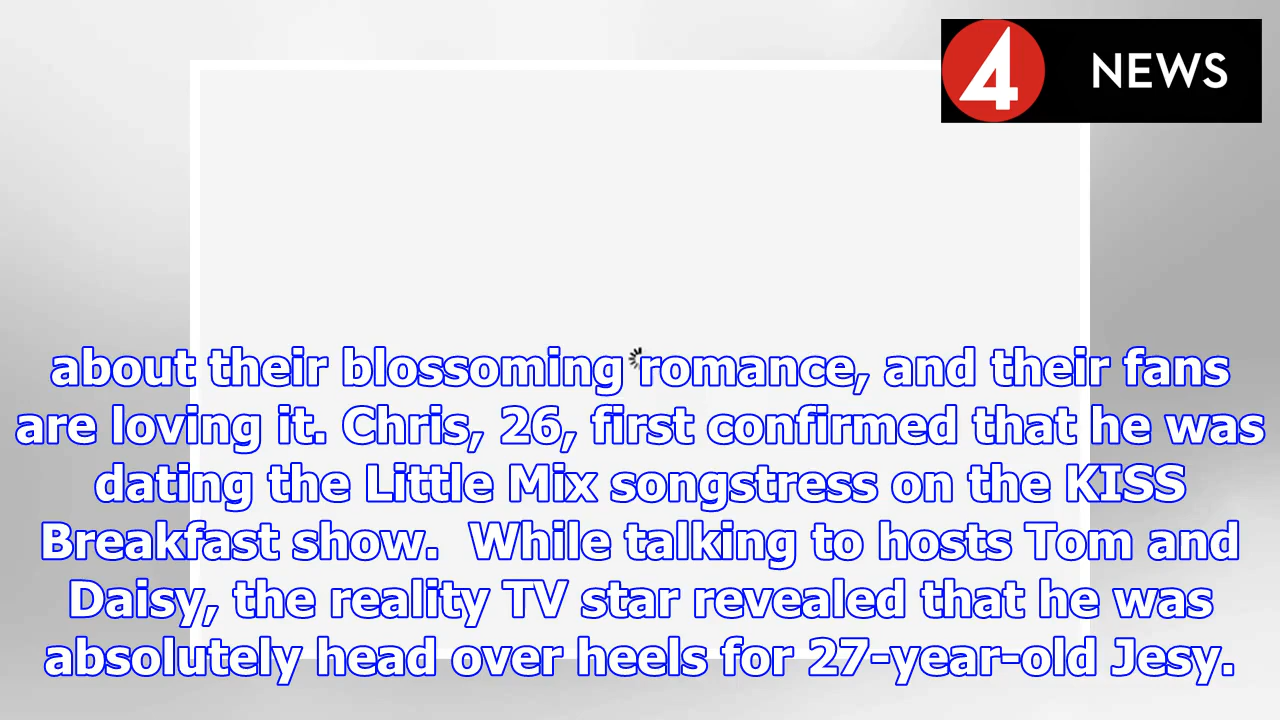 4 NEWS
about their blossoming romance, and their fans
are loving it. Chris, 26, first confirmed that he was
dating the Little Mix songstress on the KISS
Breakfast show.  While talking to hosts Tom and
Daisy, the reality TV star revealed that he was
absolutely head over heels for 27-year-old Jesy.